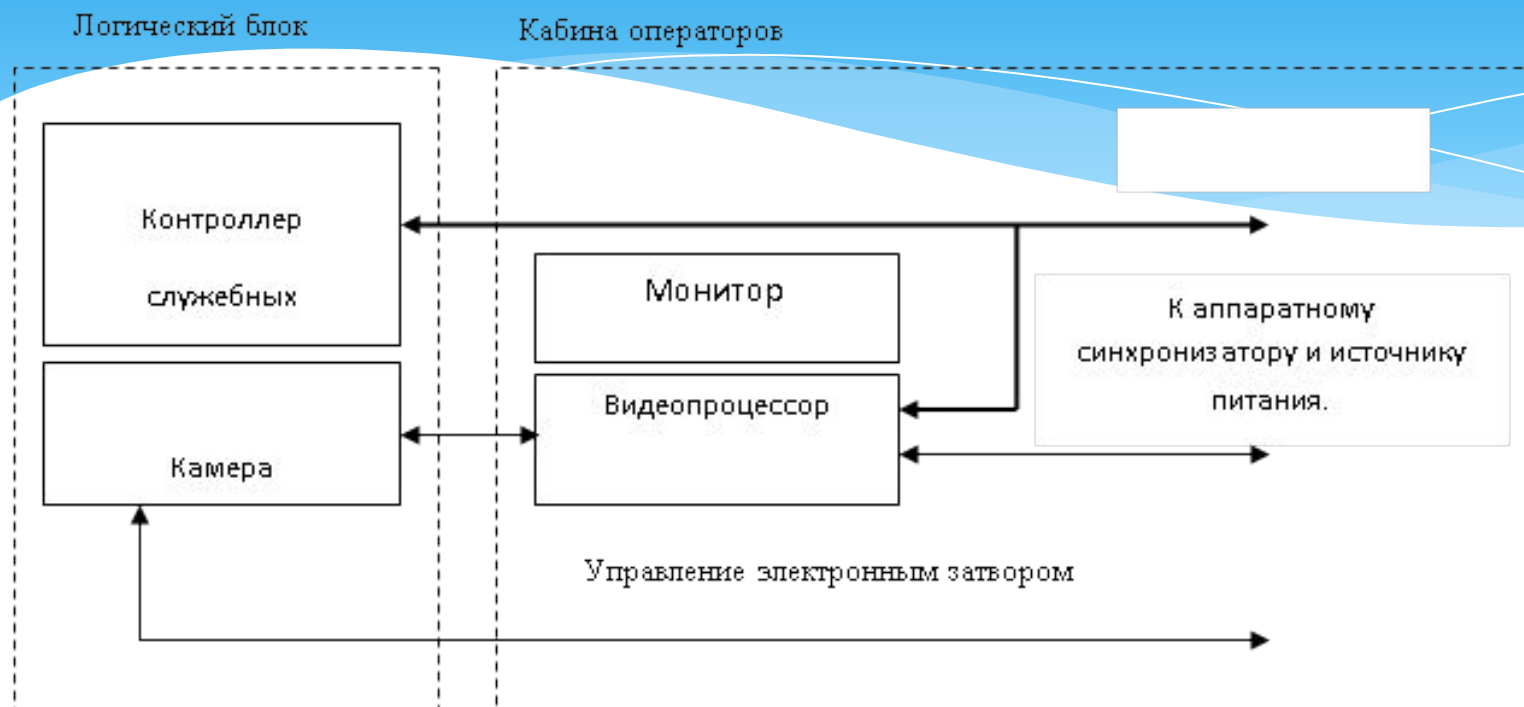 Логический блок
Кабина операторов
Контроллер
служебных
Монитор
К аппаратному
синхронизатору и источнику
питания.
Видеопроцессор
Камера
Управление электронным затвором